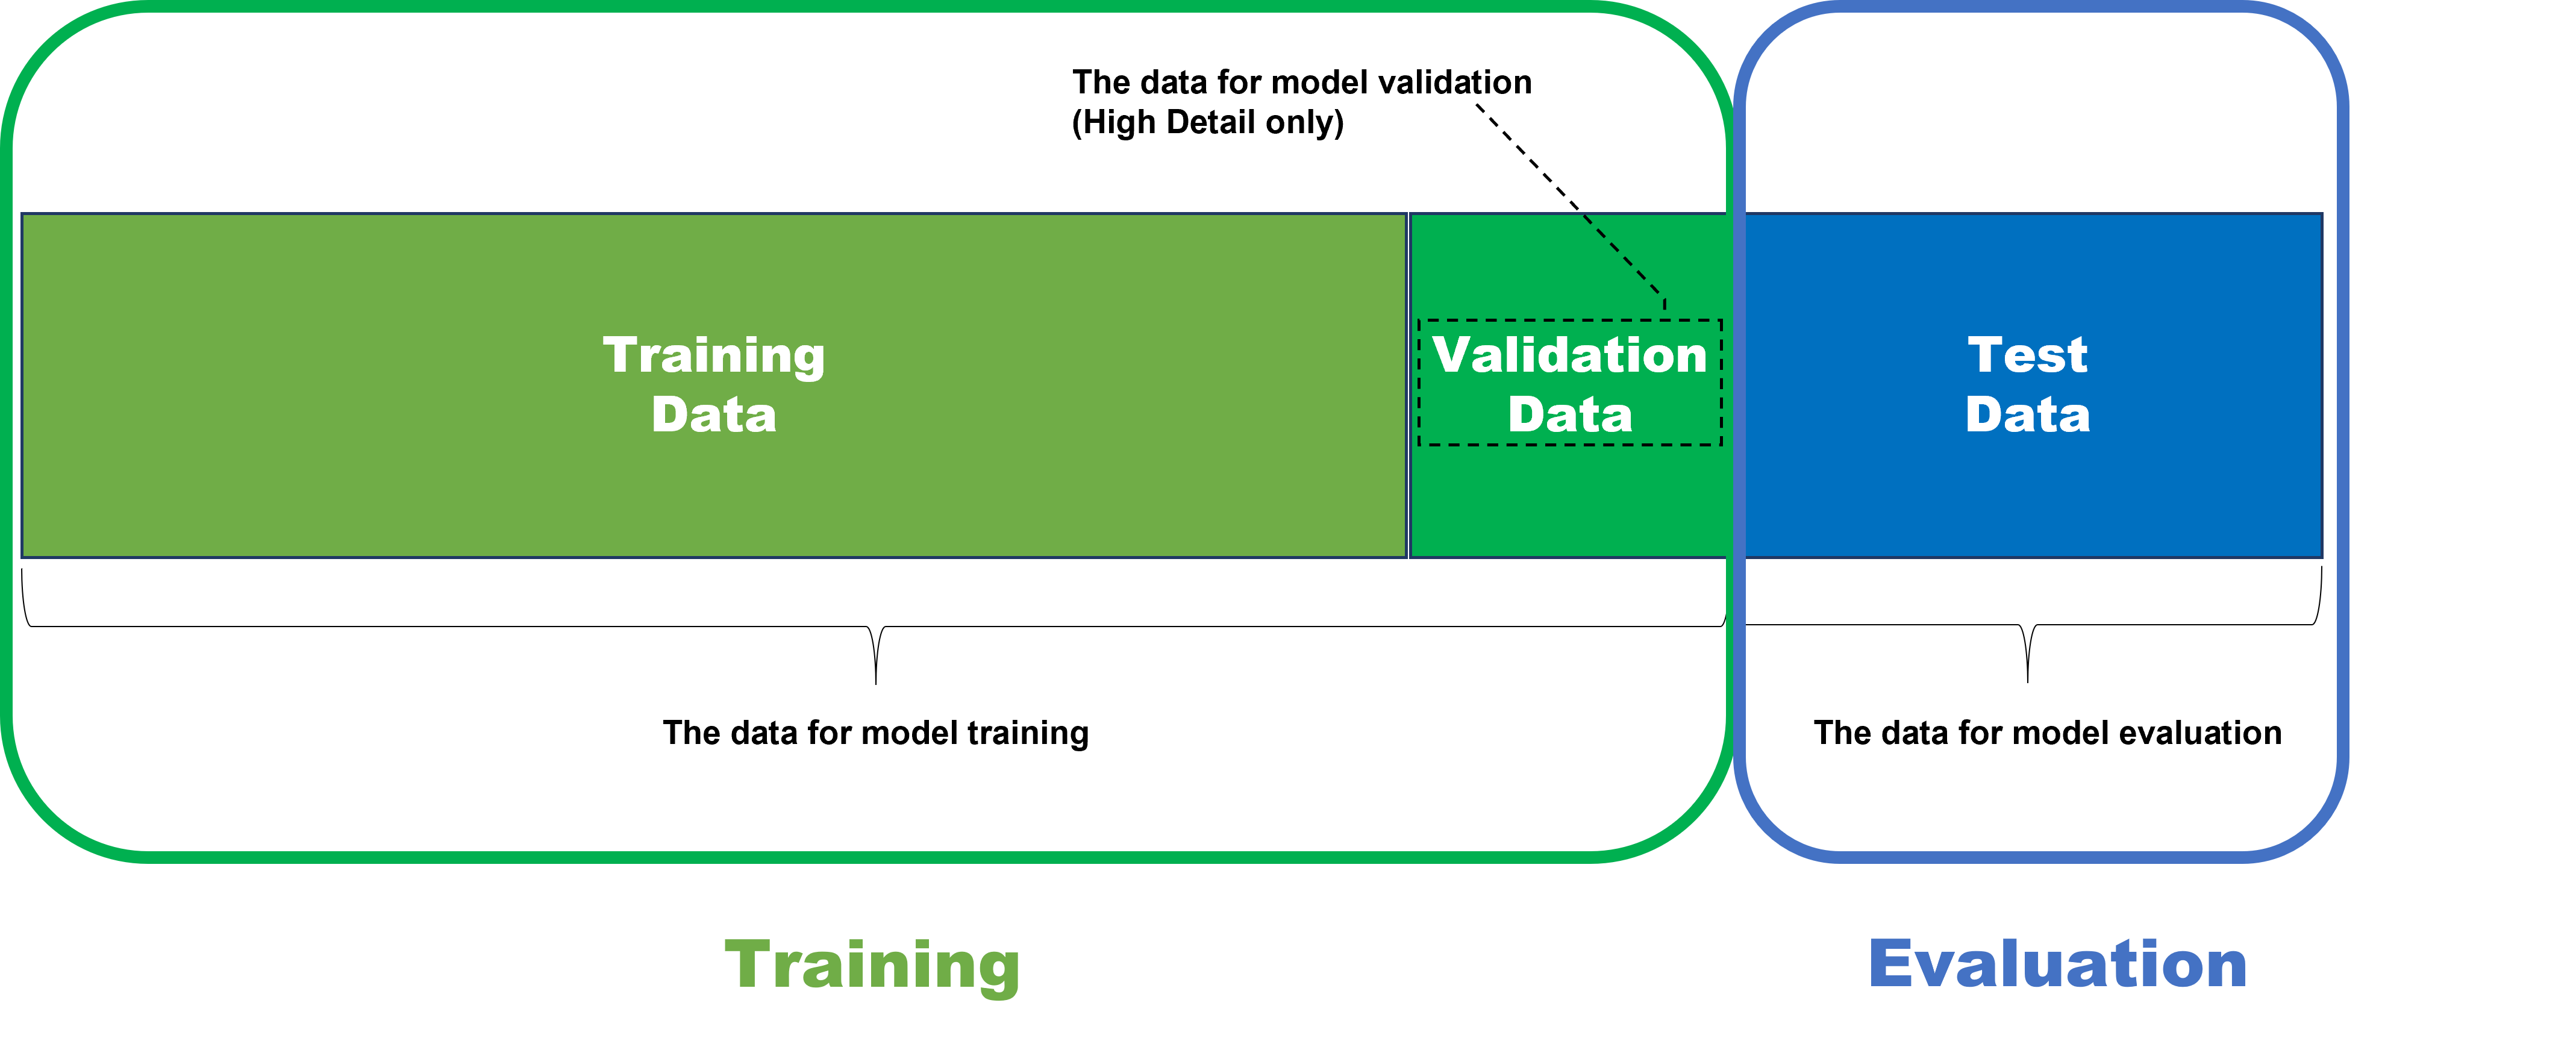 The data for model validation
(High Detail only)
Training
Data
Validation
Data
Test
Data
The data for model training
The data for model evaluation
Training
Evaluation